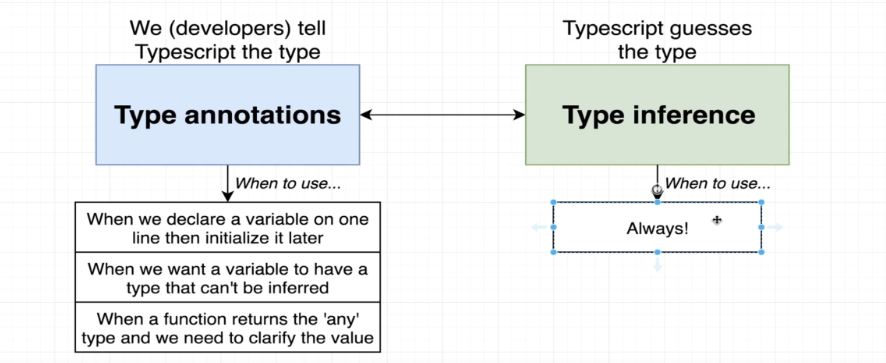 We (developers) tell
Typescript the type
Typescript guesses
the type
Type annotations
Type inference
When to use...
When to use...
When we declare a variable on one
line then initialize it later
When we want a variable to have a
type that can't be inferred
When a function returns the 'any'
type and we need to clarify the value
Always!